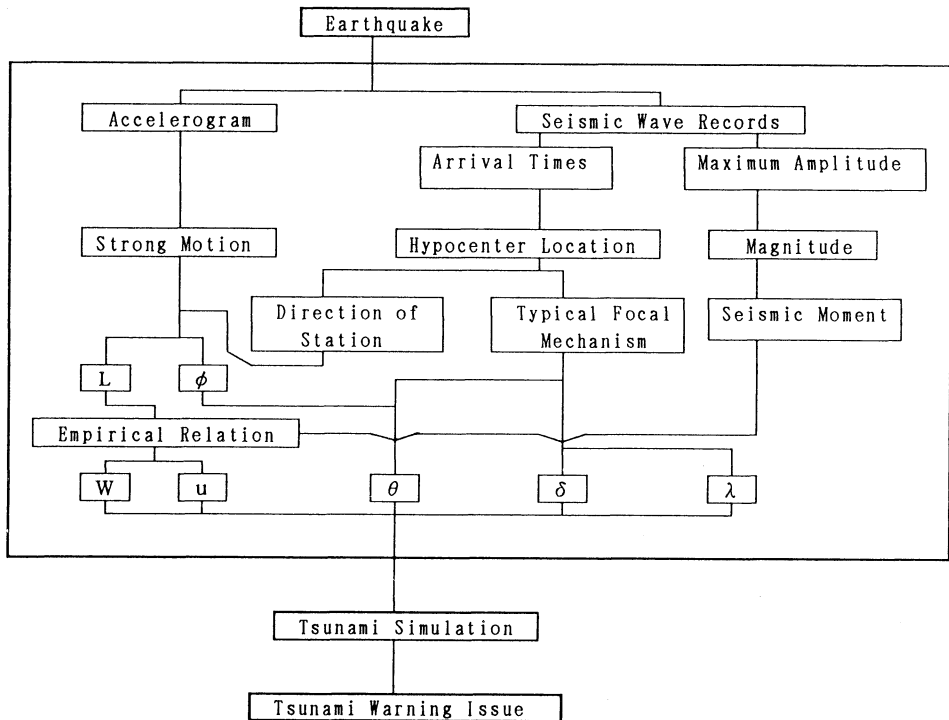 Earthquake
Accelerogram
Seismic Wave Records
Arrival Times
Maximum Amplitude
Strong Motion
Hypocenter Location
Magnitude
Direction of
Station
Typical Focal
Mechanism
Seismic Moment
L
ϕ
Empirical Relation
W
u
θ
δ
λ
Tsunami Simulation
Tsunami Warning Issue